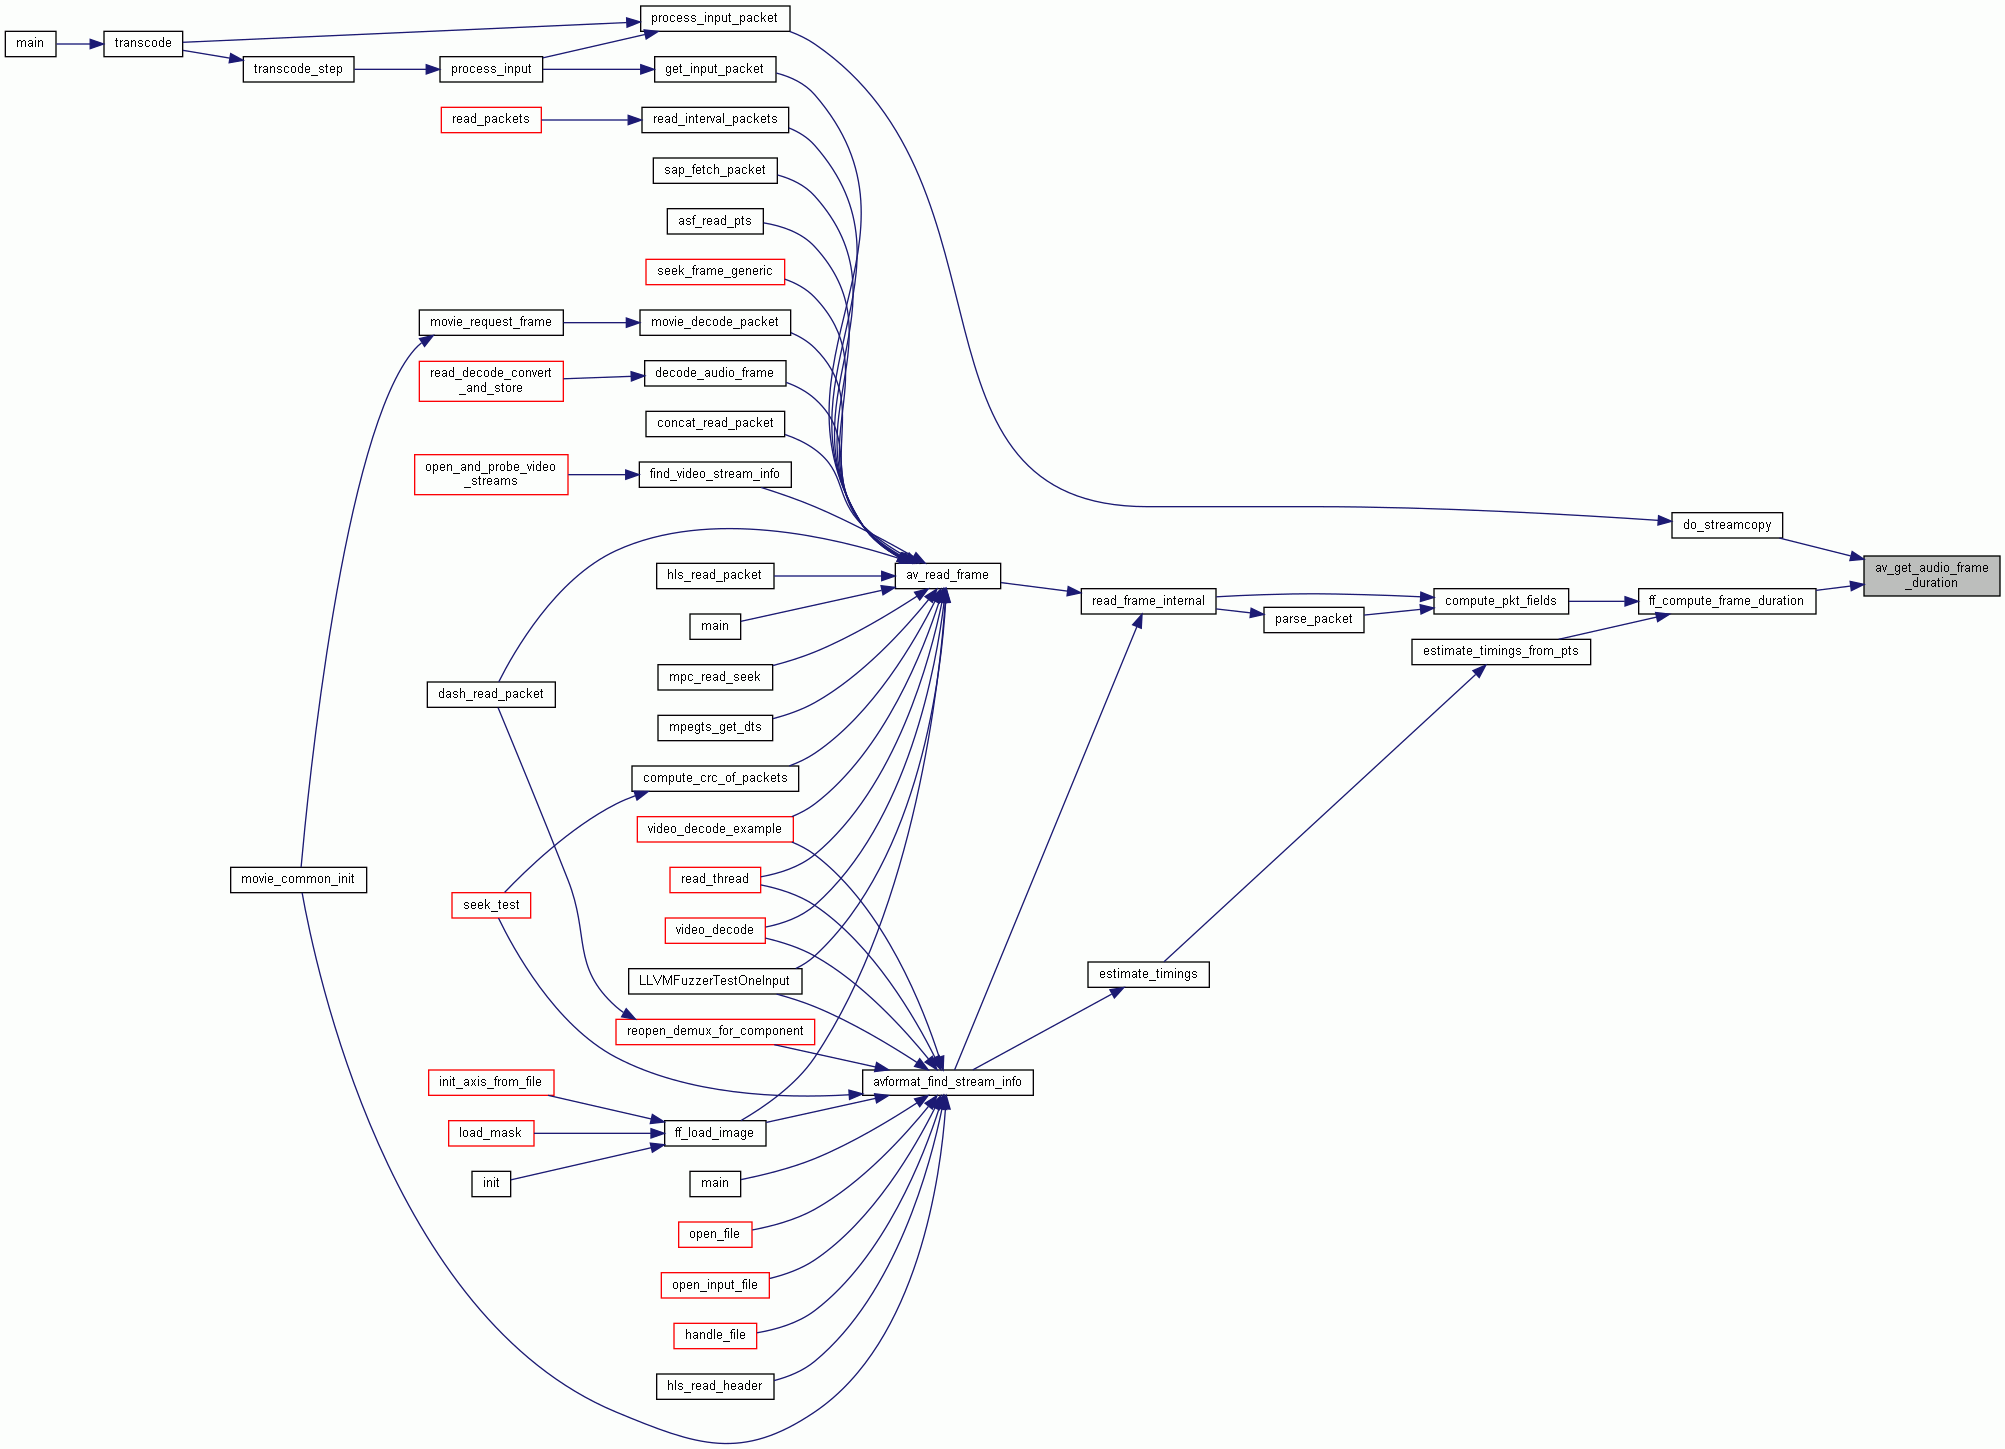 process_input_packet
main
transcode
transcode_step
process_input
get_input_packet
read_packets
read_interval_packets
sap_fetch_packet
asf_read_pts
seek_frame_generic
movie_request_frame
movie_decode_packet
read_decode_convert
_and_store
decode_audio_frame
concat_read_packet
open_and_probe_video
_streams
find_video_stream_info
do_streamcopy
av_get_audio_frame
_duration
hls_read_packet
av_read_frame
read_frame_internal
compute_pkt_fields
ff_compute_frame_duration
parse_packet
main
estimate_timings_from_pts
mpc_read_seek
dash_read_packet
mpegts_get_dts
compute_crc_of_packets
video_decode_example
movie_common_init
read_thread
seek_test
video_decode
estimate_timings
LLVMFuzzerTestOneInput
reopen_demux_for_component
init_axis_from_file
avformat_find_stream_info
load_mask
ff_load_image
init
main
open_file
open_input_file
handle_file
hls_read_header